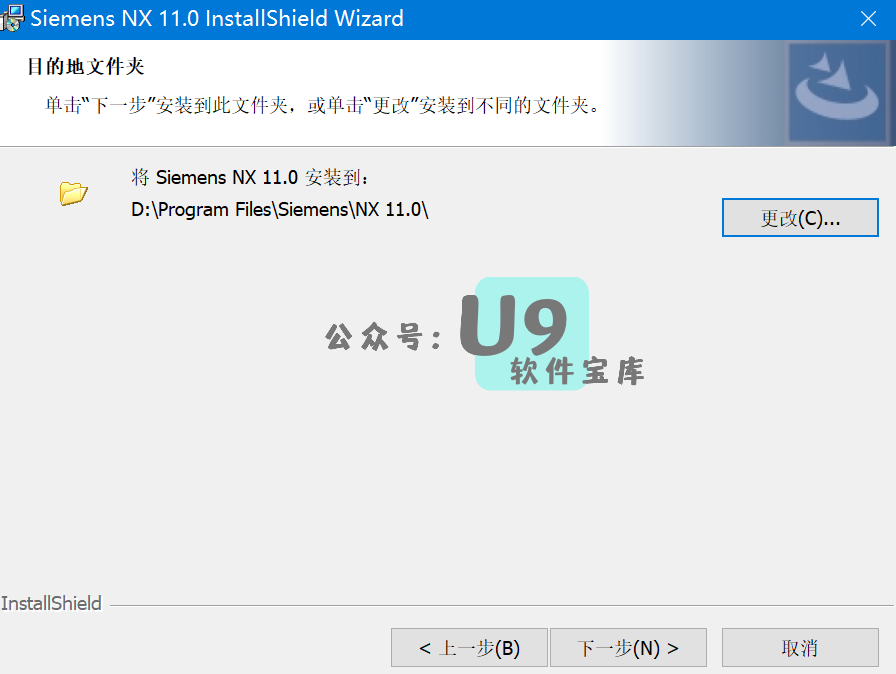 Siemens NX 11.0 InstallShield Wizard
目的地文件夹
单击“下一步”安装到此文件夹，或单击“更改”安装到不同的文件夹。
将 Siemens NX 11.0 安装到：
D:\Program Files\Siemens\NX 11.0\
更改(C)...
公众号：U9
软件宝库
InstallShield
< 上一步(B)
下一步(N) >
取消